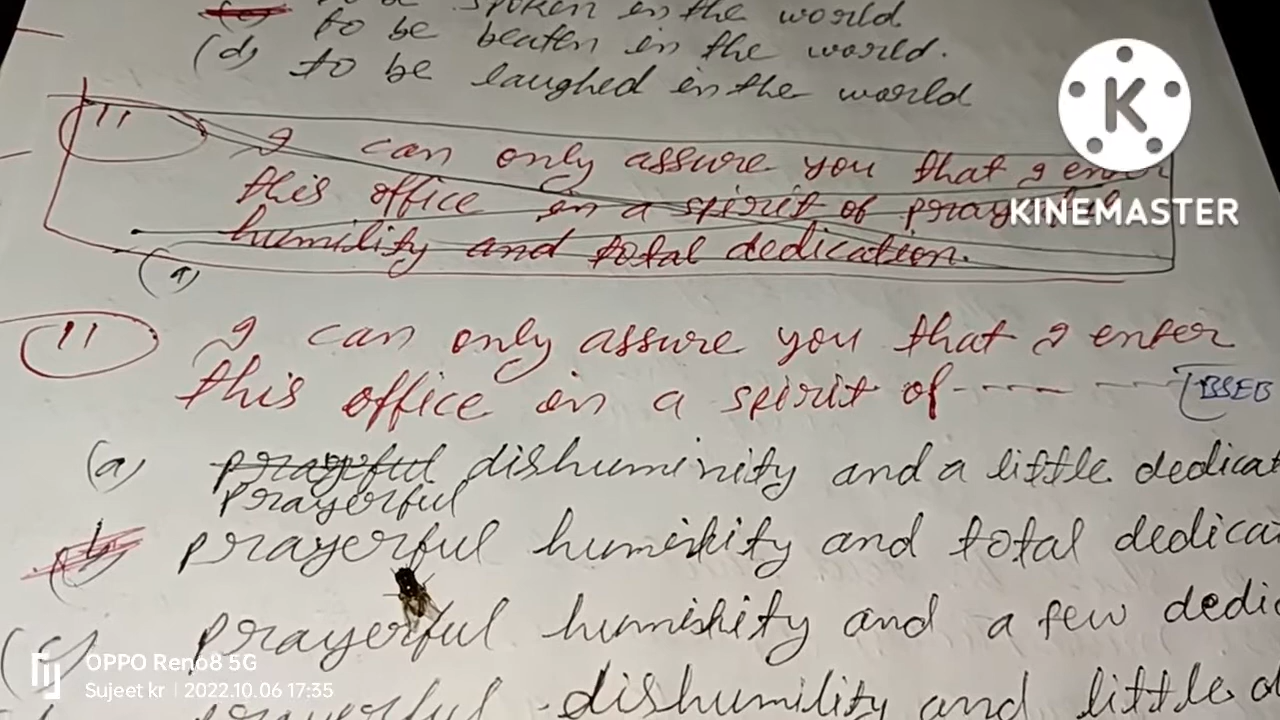 spoken in the world
to be beaten in the world.
(d) to be laughed in the world
11 I can only assure you that I enter
this office in a spirit of
humility and total dedication.
(a)
11 I can only assure you that I enter
this office in a spirit of - - - - - - - [BSEB
(a) prayerful dishuminity and a little dedicat
Prayerful
(b) prayerful humility and total dedica
(c) prayerful humility and a few dedi
prayerful dishumility and little d
K
KINEMASTER
OPPO Reno8 5G
Sujeet kr | 2022.10.06 17:35